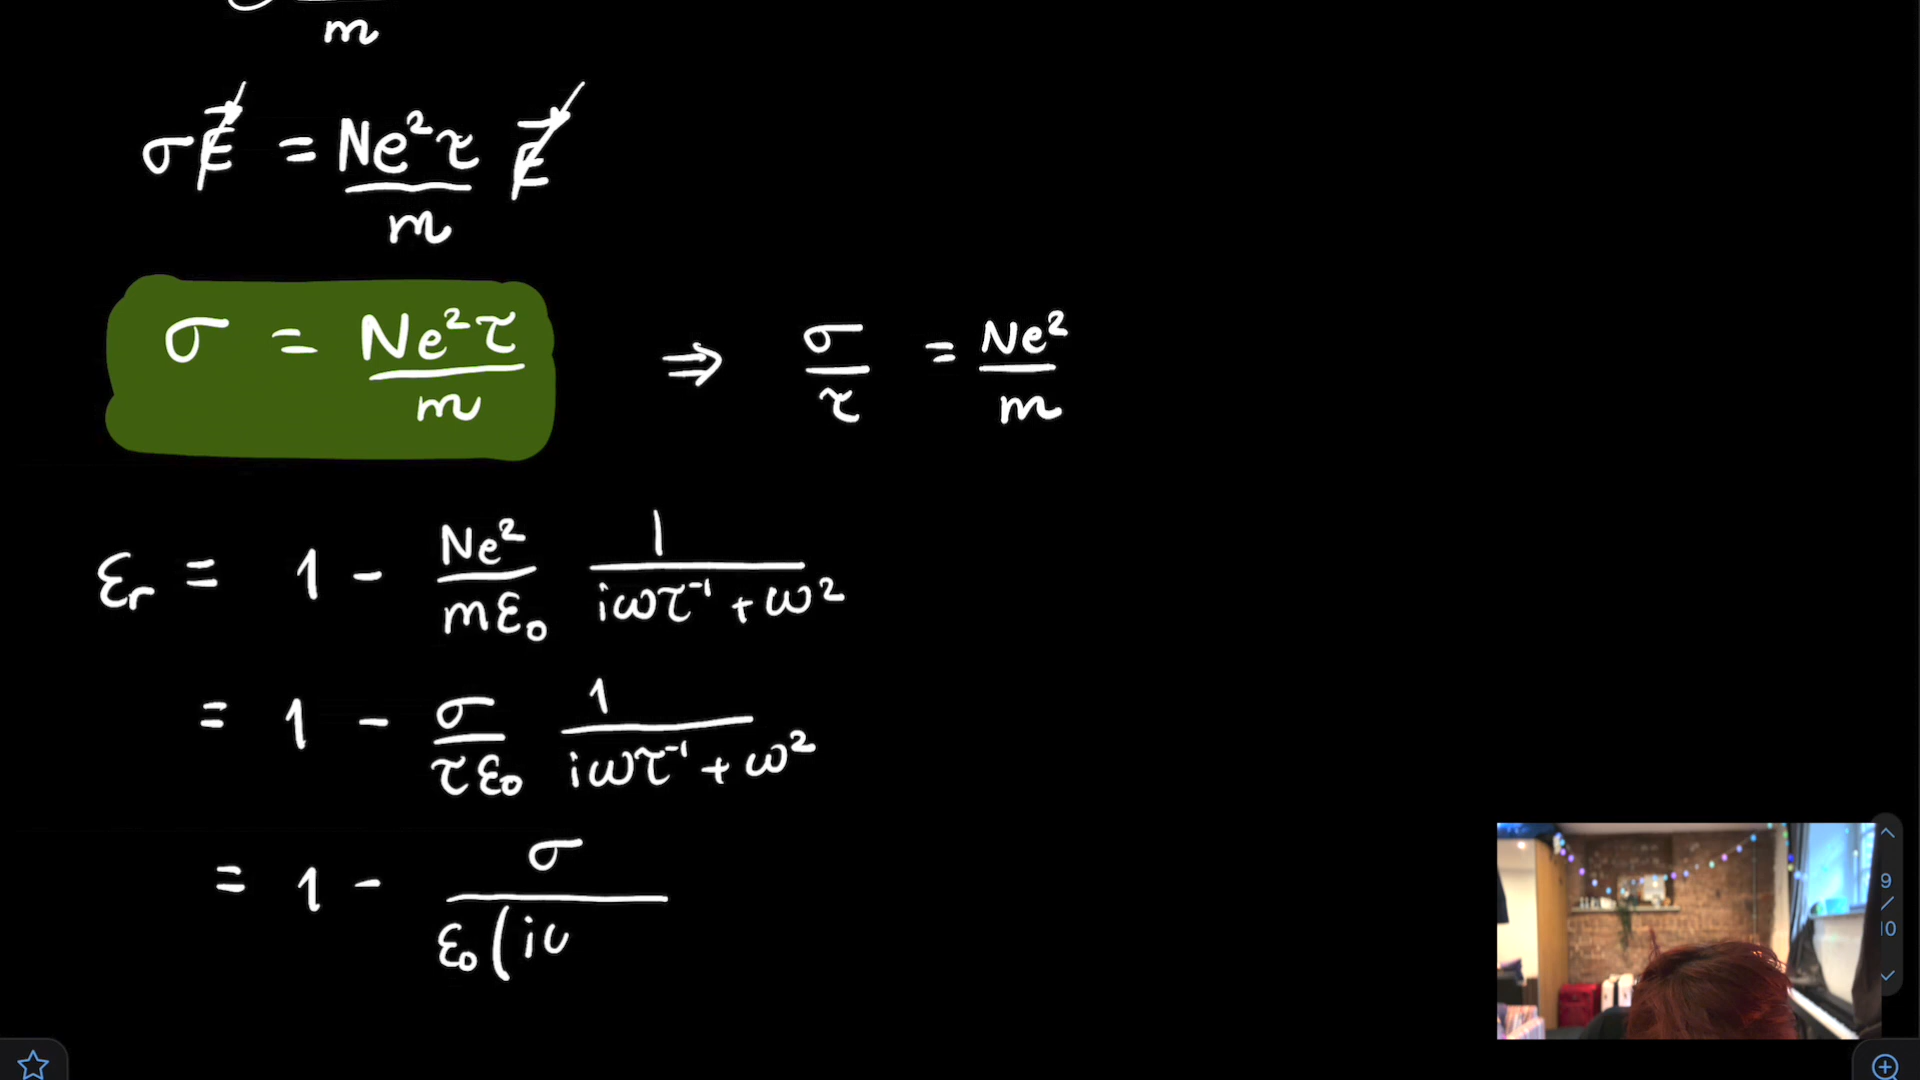 m
σE⃗ = Ne²τ/m E⃗
σ = Ne²τ/m ⇒ σ/τ = Ne²/m
εr = 1 - Ne²/mε₀ 1/iωτ⁻¹ + ω²
= 1 - σ/τε₀ 1/iωτ⁻¹ + ω²
= 1 - σ/ε₀(iυ
9
/
10